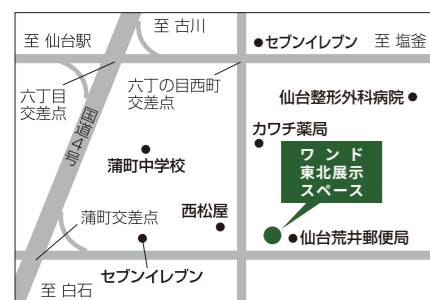 至 仙台駅
至 古川
セブンイレブン
至 塩釜
六丁目
交差点
六丁の目西町
交差点
仙台整形外科病院
国道4号
カワチ薬局
ワンド
東北展示
スペース
蒲町中学校
蒲町交差点
西松屋
仙台荒井郵便局
セブンイレブン
至 白石